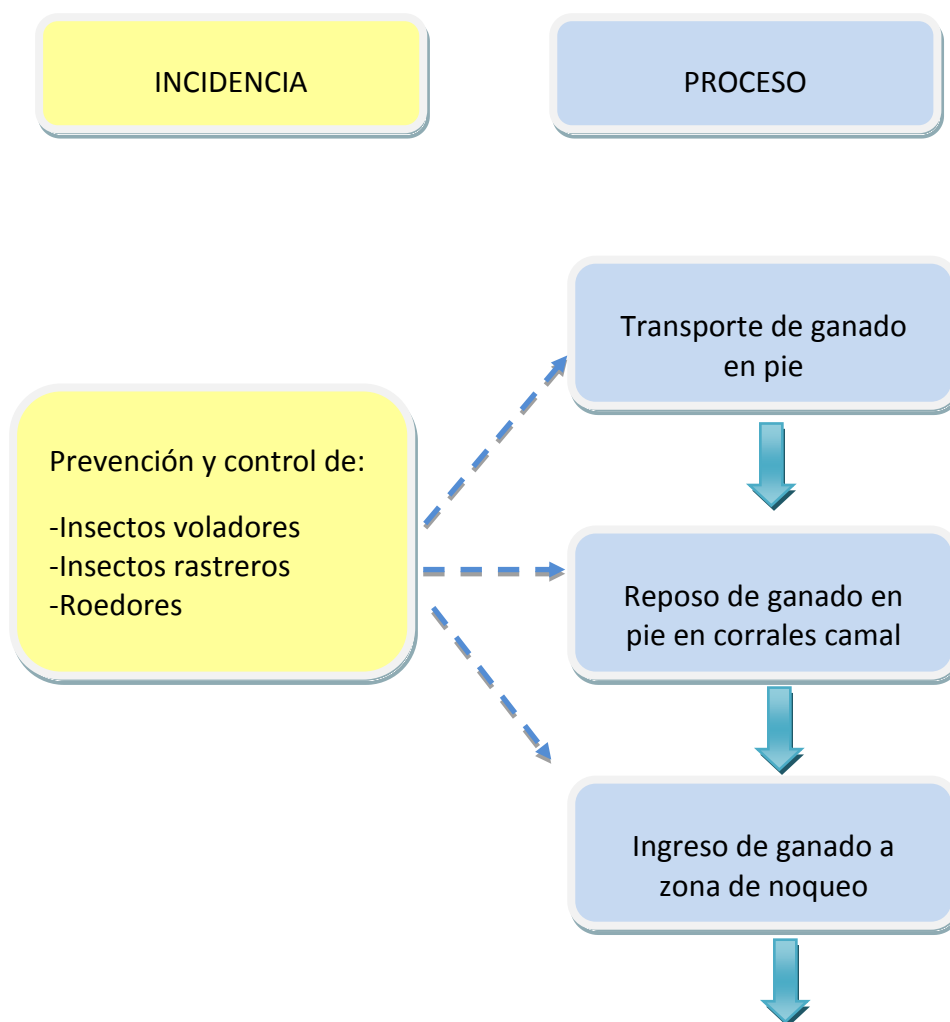 INCIDENCIA
PROCESO
Transporte de ganado
en pie
Prevención y control de:
-Insectos voladores
-Insectos rastreros
-Roedores
Reposo de ganado en
pie en corrales camal
Ingreso de ganado a
zona de noqueo